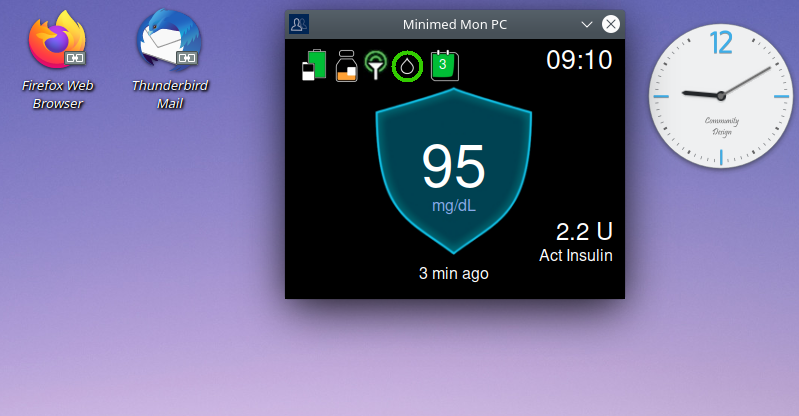 Minimed Mon PC
Firefox Web
Browser
Thunderbird
Mail
3
09:10
95
mg/dL
2.2 U
Act Insulin
3 min ago
12
Community
Design